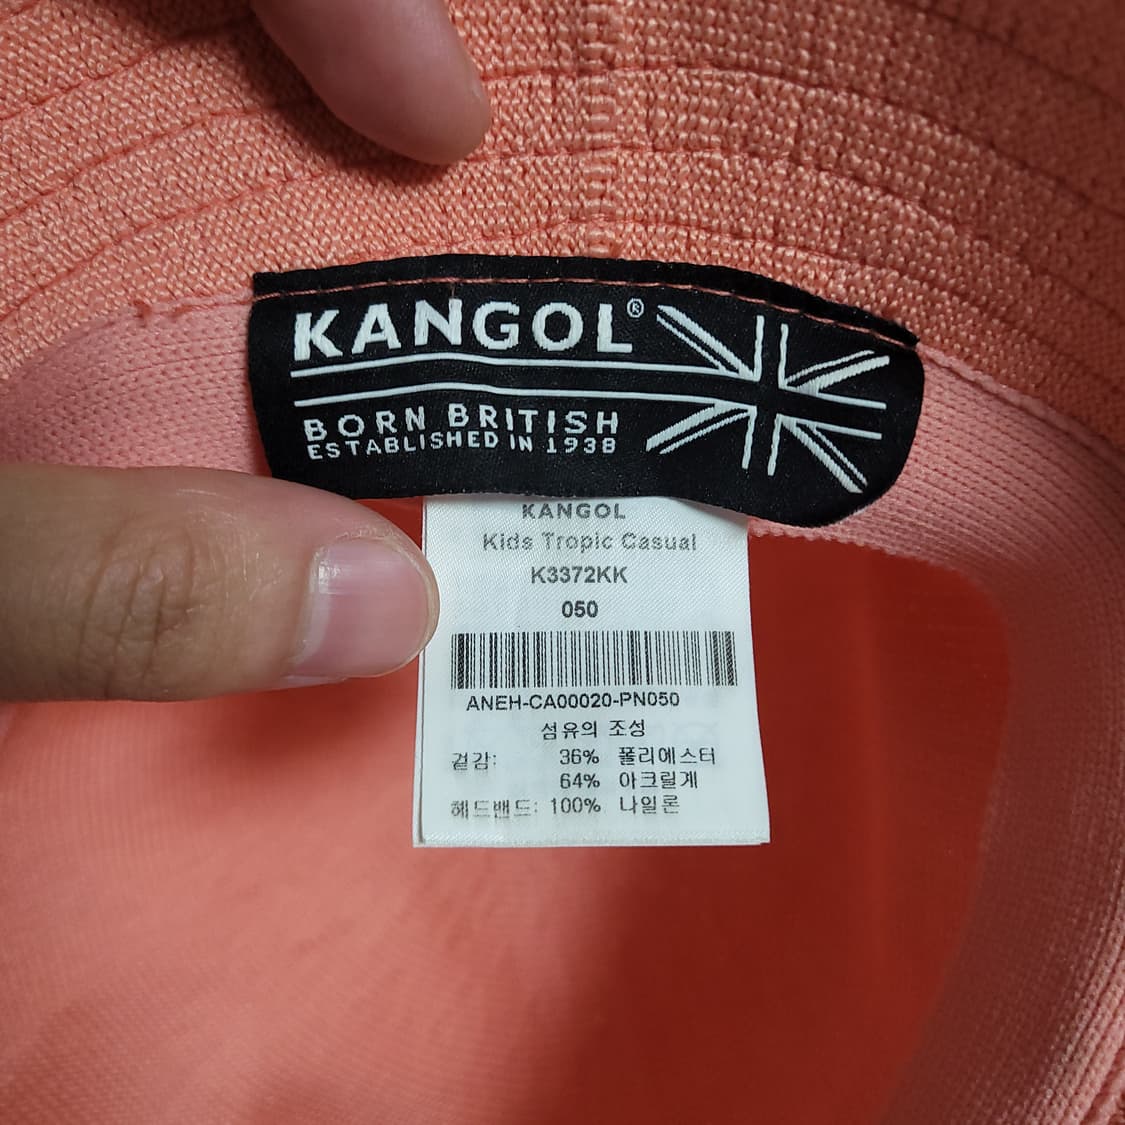 KANGOL®
BORN BRITISH
ESTABLISHED IN 1938
KANGOL
Kids Tropic Casual
K3372KK
050
ANEH-CA00020-PN050
섬유의 조성
겉감: 36% 폴리에스터
64% 아크릴계
헤드밴드: 100% 나일론